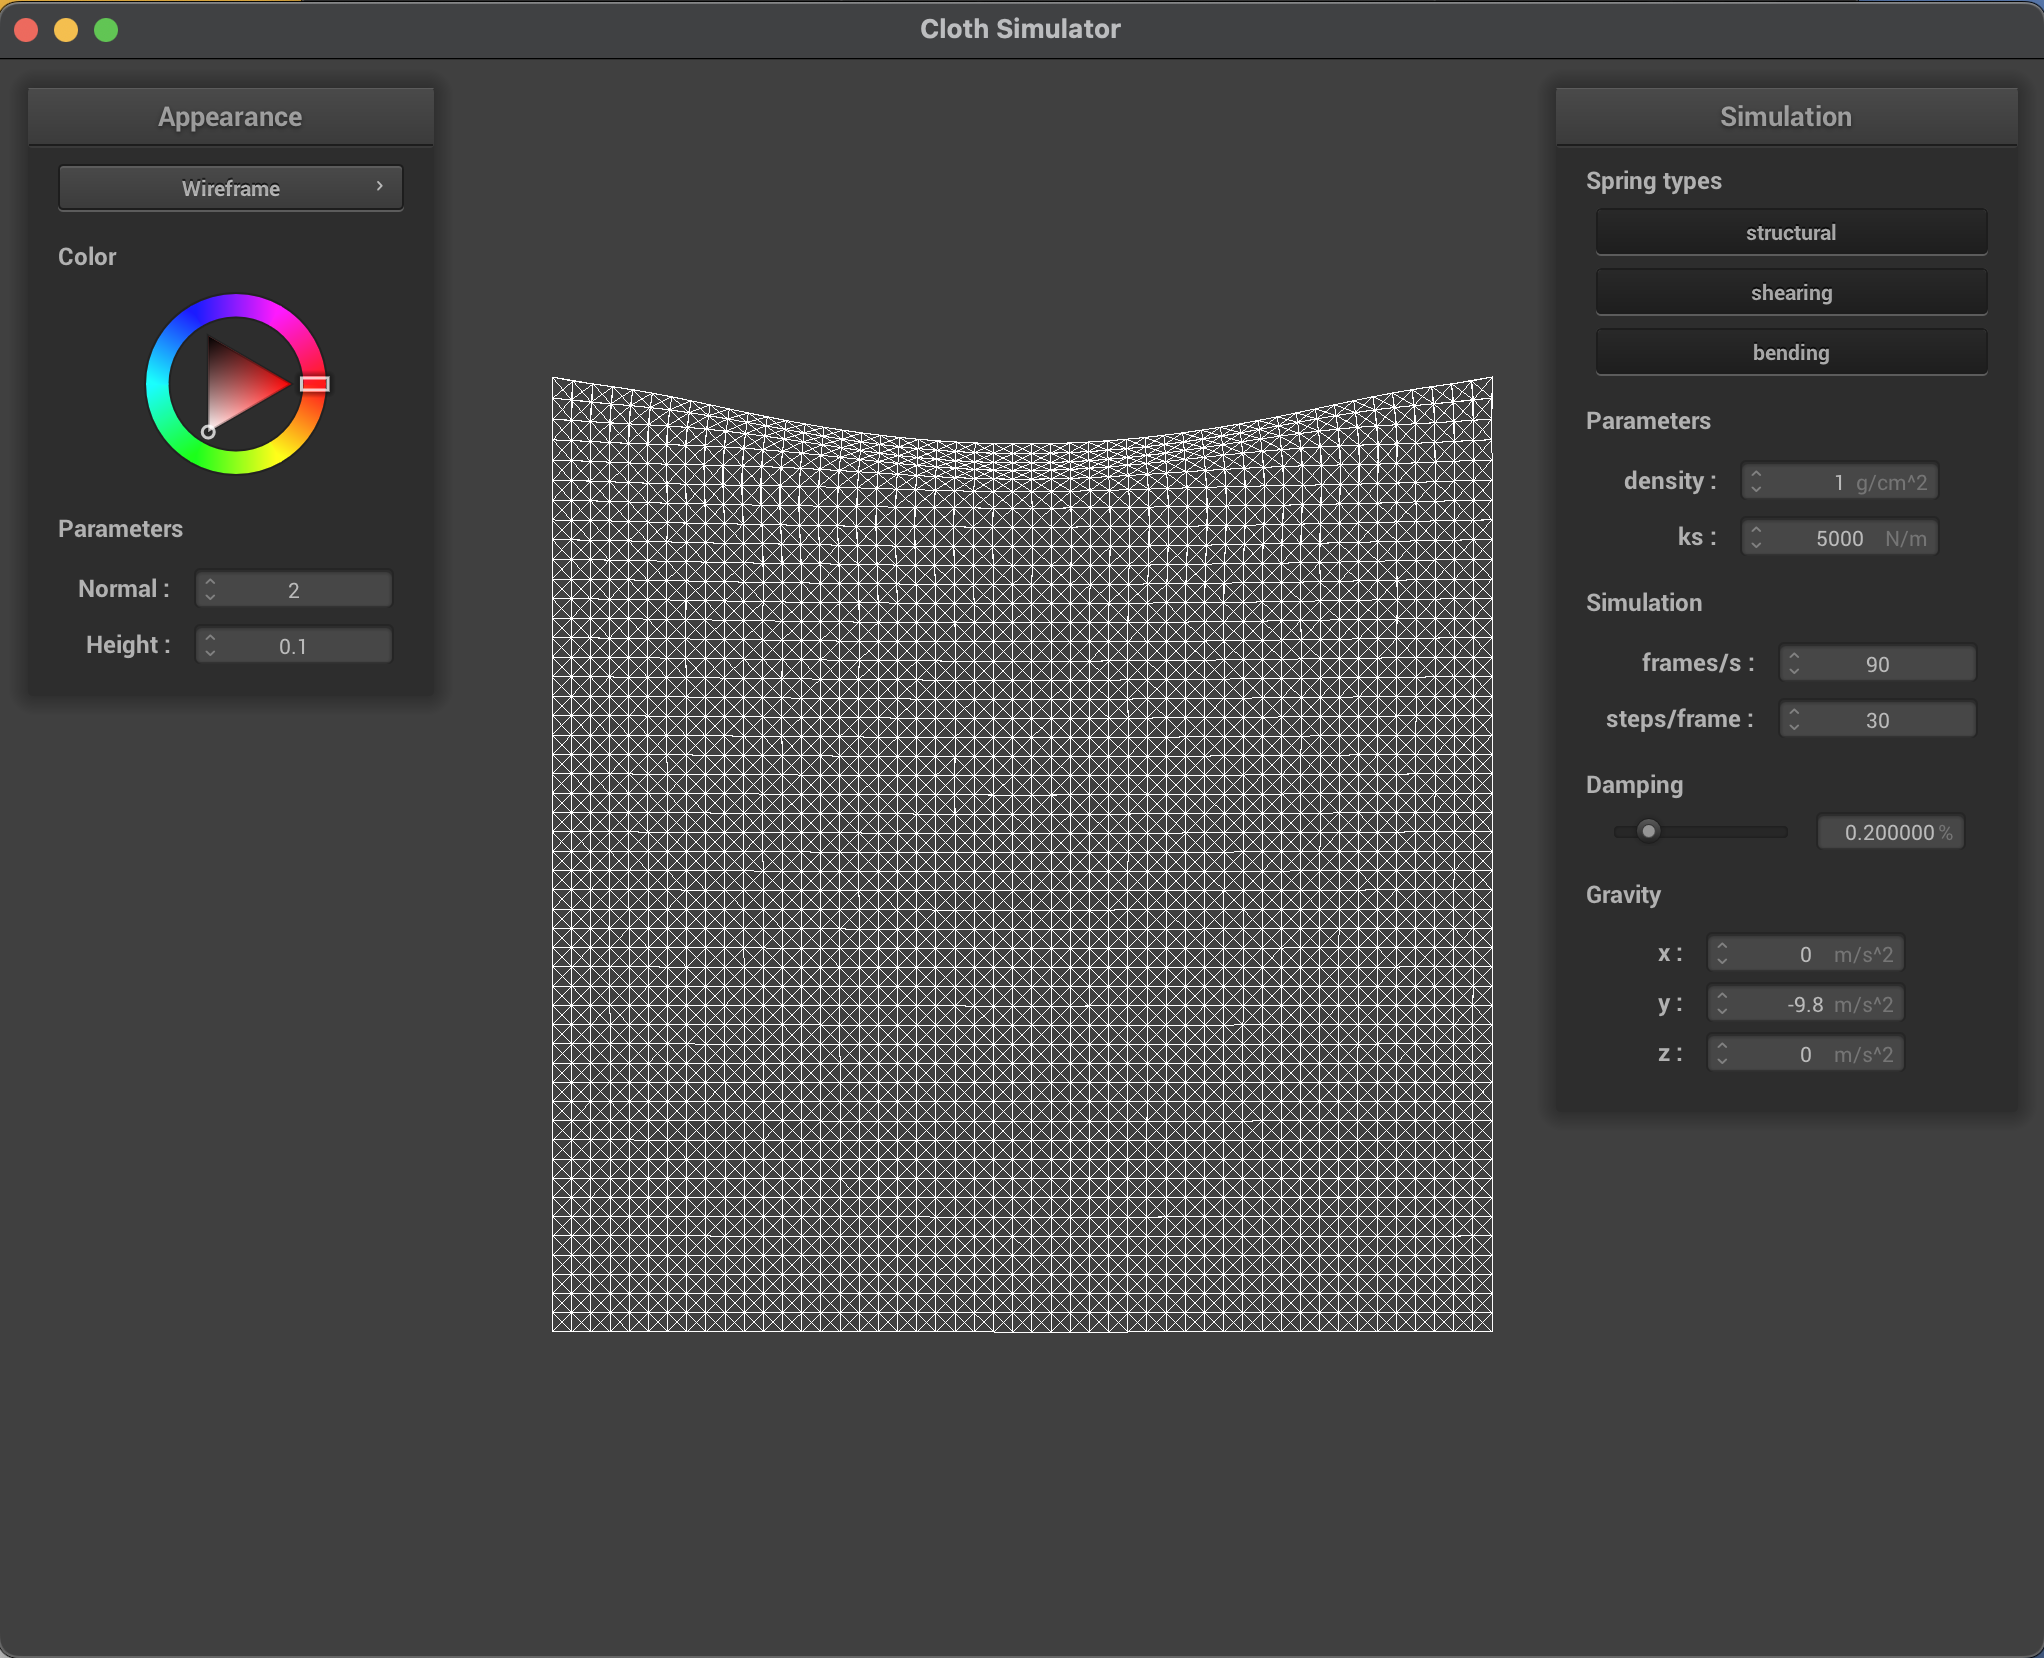 Cloth Simulator
Appearance
Wireframe
Color
Parameters
Normal : 2
Height : 0.1
Simulation
Spring types
structural
shearing
bending
Parameters
density : 1 g/cm^2
ks : 5000 N/m
Simulation
frames/s : 90
steps/frame : 30
Damping
0.200000 %
Gravity
x : 0 m/s^2
y : -9.8 m/s^2
z : 0 m/s^2